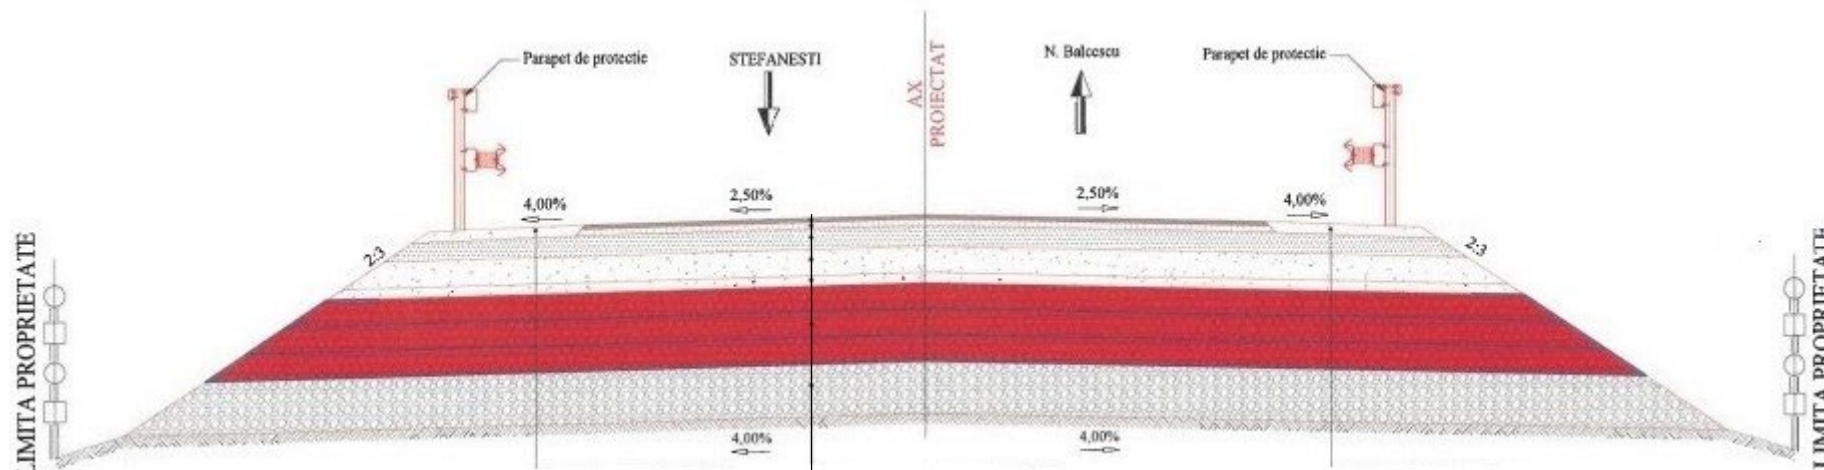 Parapet de protectie
STEFANESTI
AX
PROIECTAT
N. Balcescu
Parapet de protectie
4,00%
2,50%
2,50%
4,00%
2:3
2:3
LIMITA PROPRIETATE
LIMITA PROPRIETATE
4,00%
4,00%